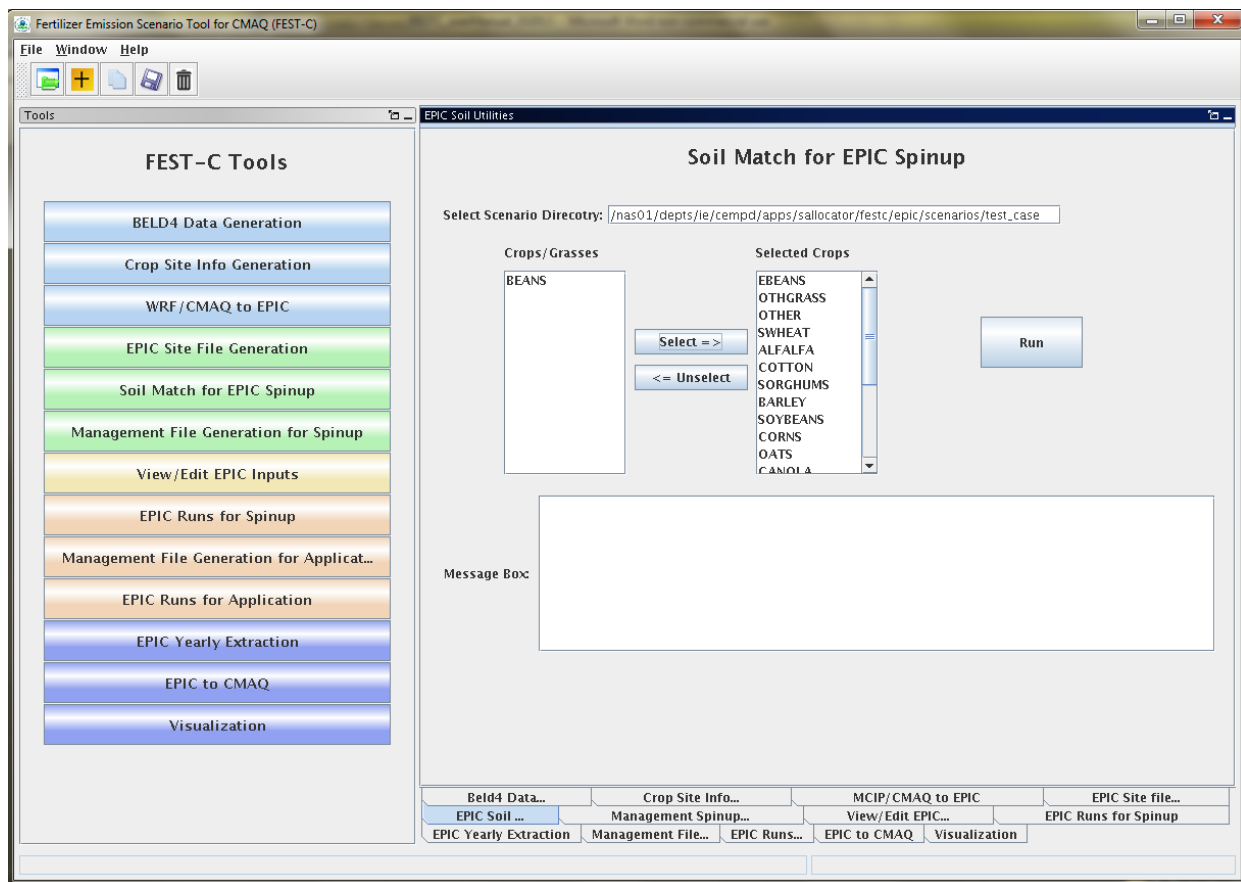 Fertilizer Emission Scenario Tool for CMAQ (FEST-C)
File Window Help
Tools
EPIC Soil Utilities
FEST-C Tools
BELD4 Data Generation
Crop Site Info Generation
WRF/CMAQ to EPIC
EPIC Site File Generation
Soil Match for EPIC Spinup
Management File Generation for Spinup
View/Edit EPIC Inputs
EPIC Runs for Spinup
Management File Generation for Applicat...
EPIC Runs for Application
EPIC Yearly Extraction
EPIC to CMAQ
Visualization
Soil Match for EPIC Spinup
Select Scenario Direcotry: /nas01/depts/ie/cempd/apps/sallocator/festc/epic/scenarios/test_case
Crops/Grasses
BEANS
Select =>
<= Unselect
Selected Crops
EBEANS
OTHGRASS
OTHER
SWHEAT
ALFALFA
COTTON
SORGHUMS
BARLEY
SOYBEANS
CORNS
OATS
CANOLA
Run
Message Box:
Beld4 Data... Crop Site Info... MCIP/CMAQ to EPIC EPIC Site file...
EPIC Soil ... Management Spinup... View/Edit EPIC... EPIC Runs for Spinup
EPIC Yearly Extraction Management File... EPIC Runs... EPIC to CMAQ Visualization